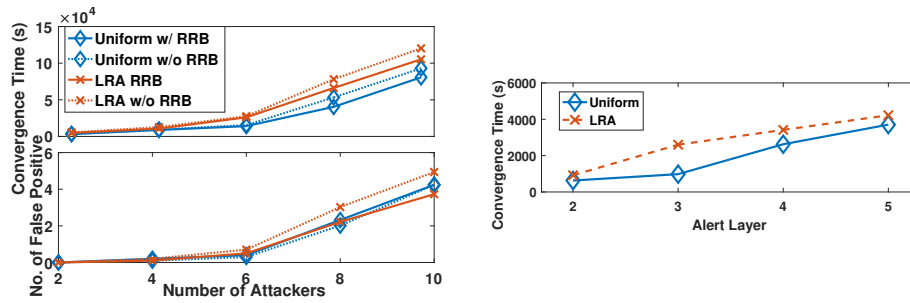 ×10⁴
15
10
5
0
Convergence Time (s)
Uniform w/ RRB
Uniform w/o RRB
LRA RRB
LRA w/o RRB
6
4
2
0
No. of False Positive
2 4 6 8 10
Number of Attackers
6000
4000
2000
0
Convergence Time (s)
Uniform
LRA
2 3 4 5
Alert Layer